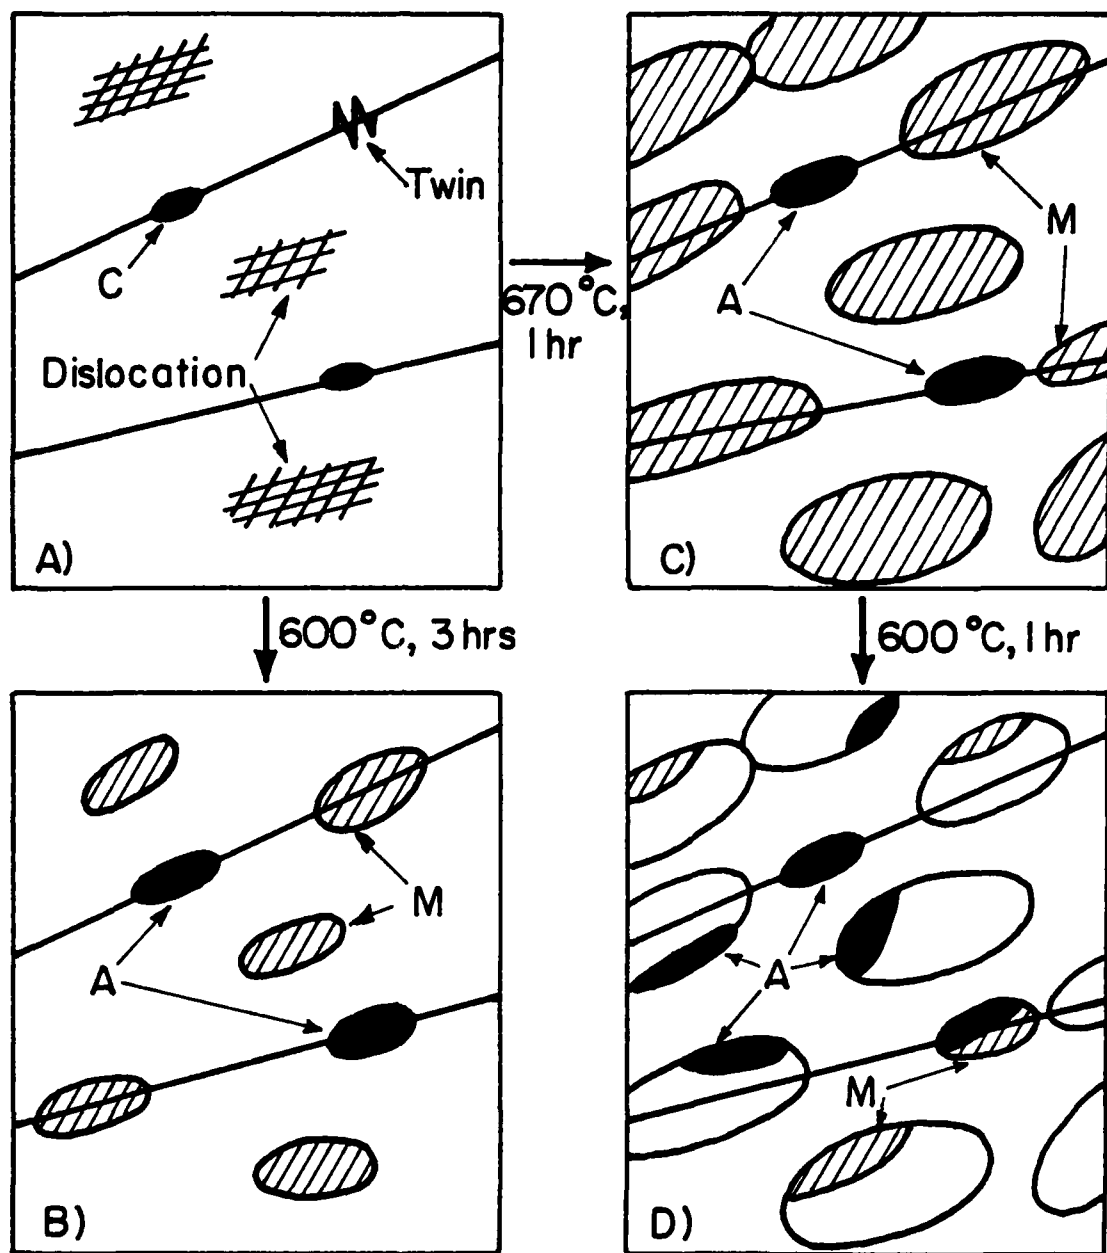 Twin
C
Dislocation
A)
670°C,
1 hr
M
A
C)
600°C, 3 hrs
600°C, 1 hr
M
A
B)
A
M
D)